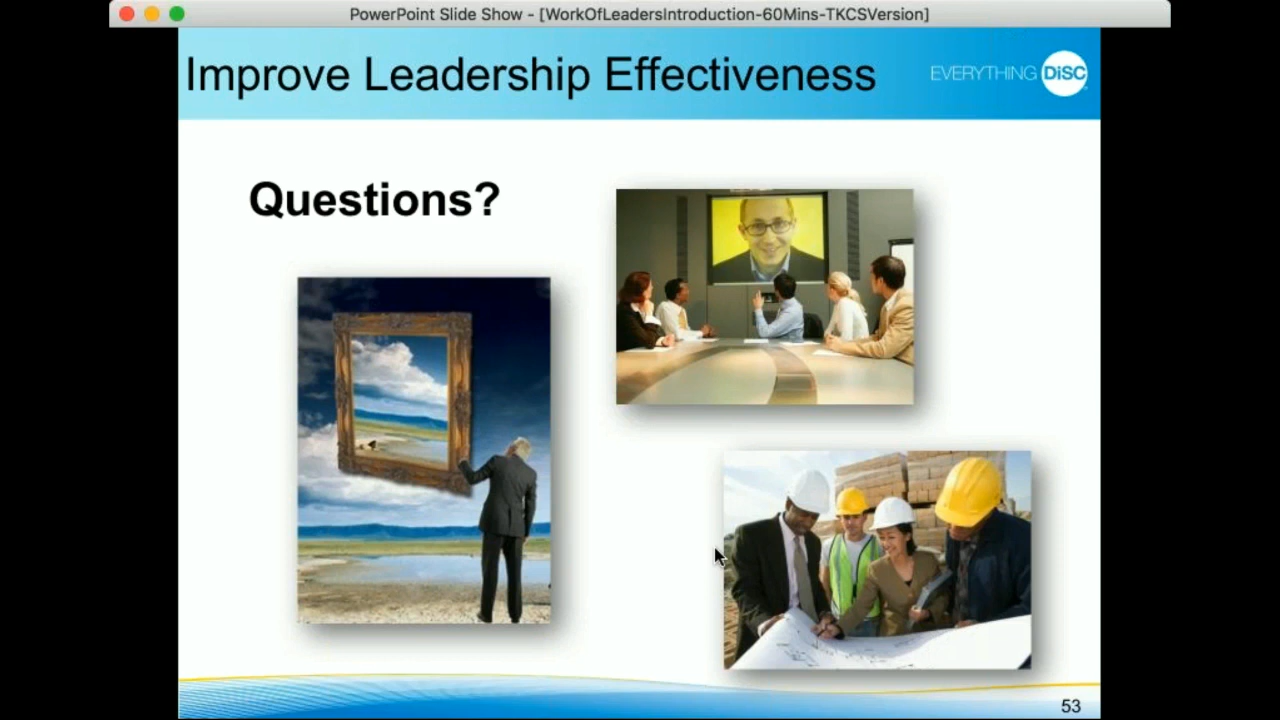 PowerPoint Slide Show - [WorkOfLeadersIntroduction-60Mins-TKCSVersion]
Improve Leadership Effectiveness
EVERYTHING DiSC
Questions?
53